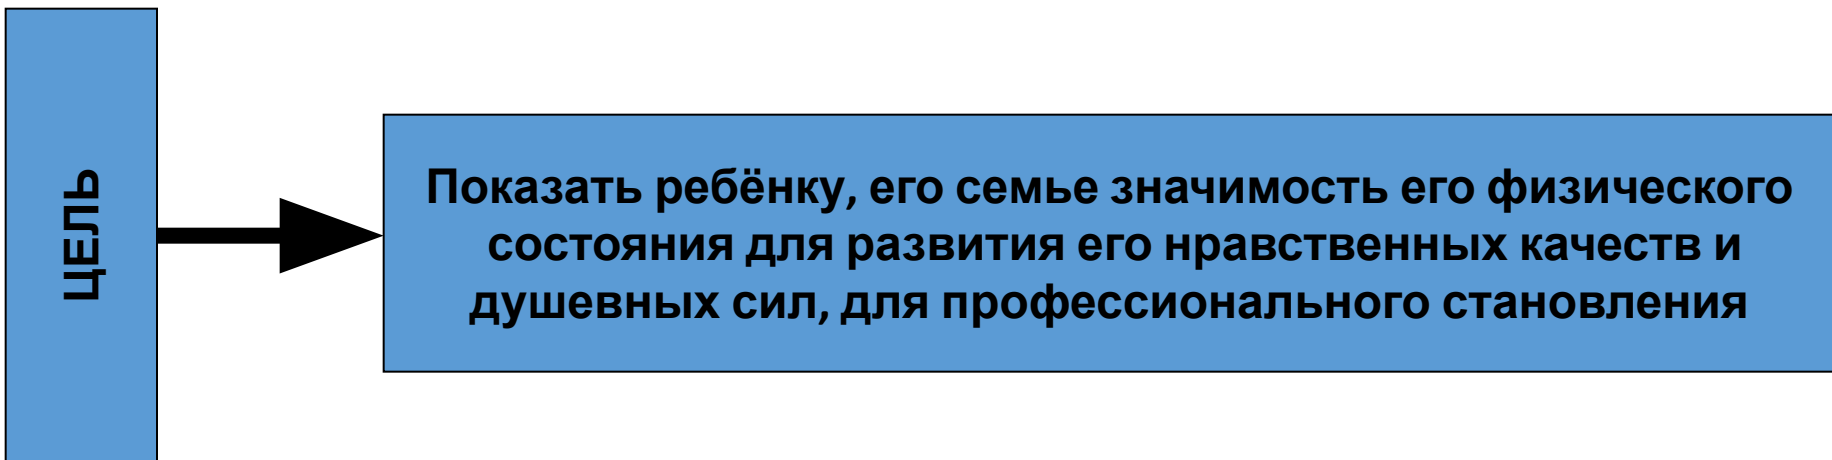 ЦЕЛЬ
Показать ребёнку, его семье значимость его физического
состояния для развития его нравственных качеств и
душевных сил, для профессионального становления